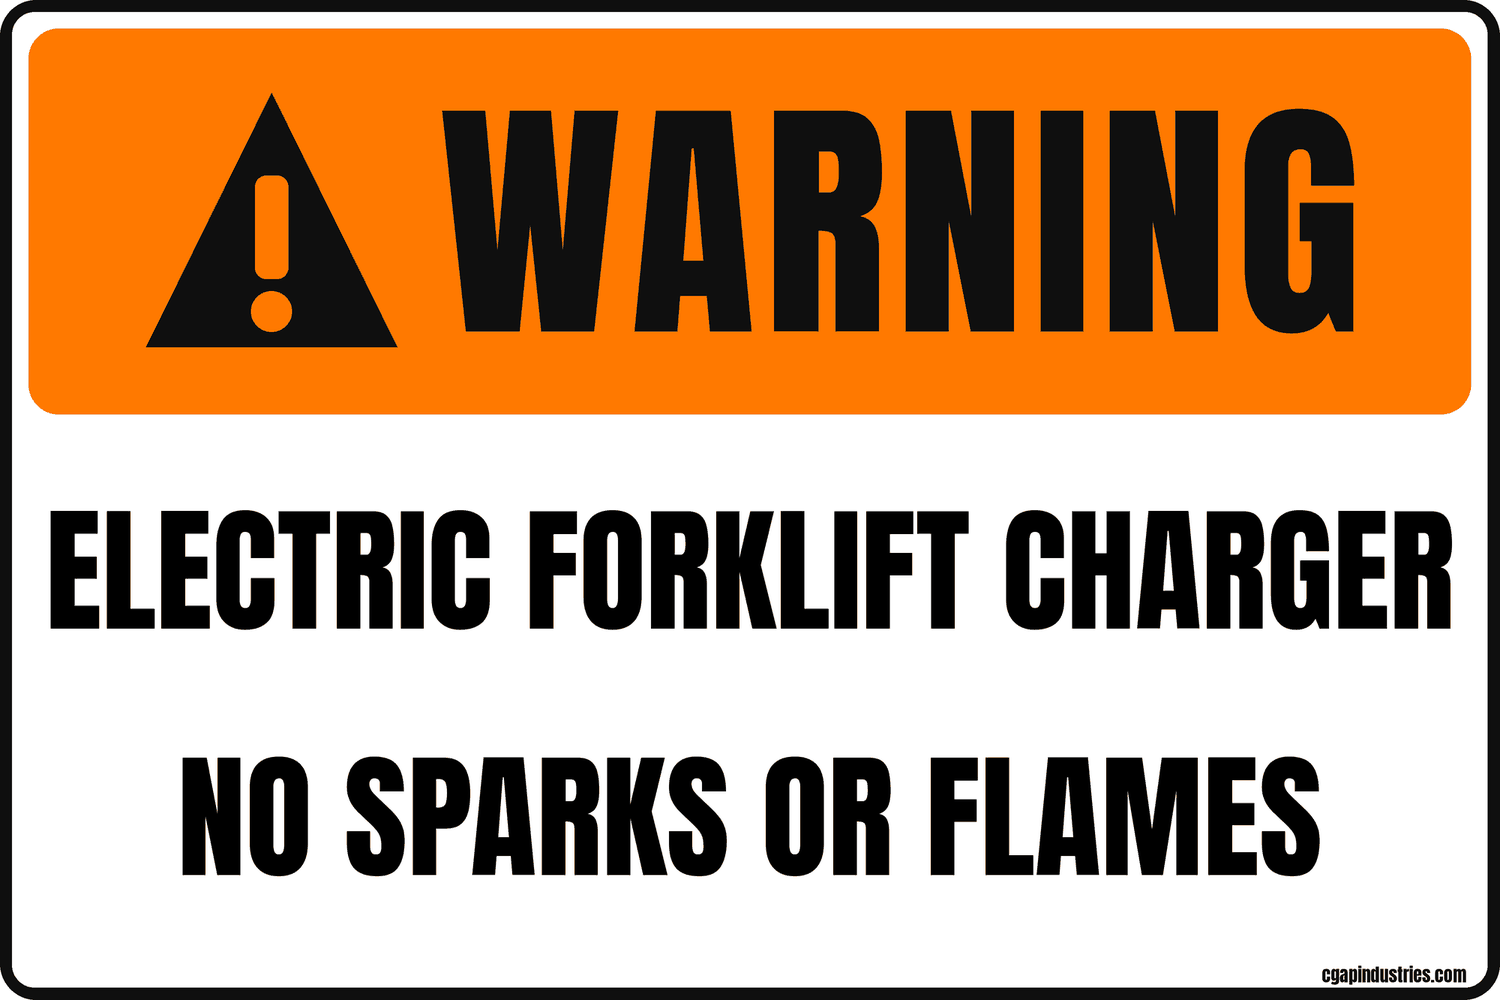 WARNING
ELECTRIC FORKLIFT CHARGER
NO SPARKS OR FLAMES
cgapindustries.com